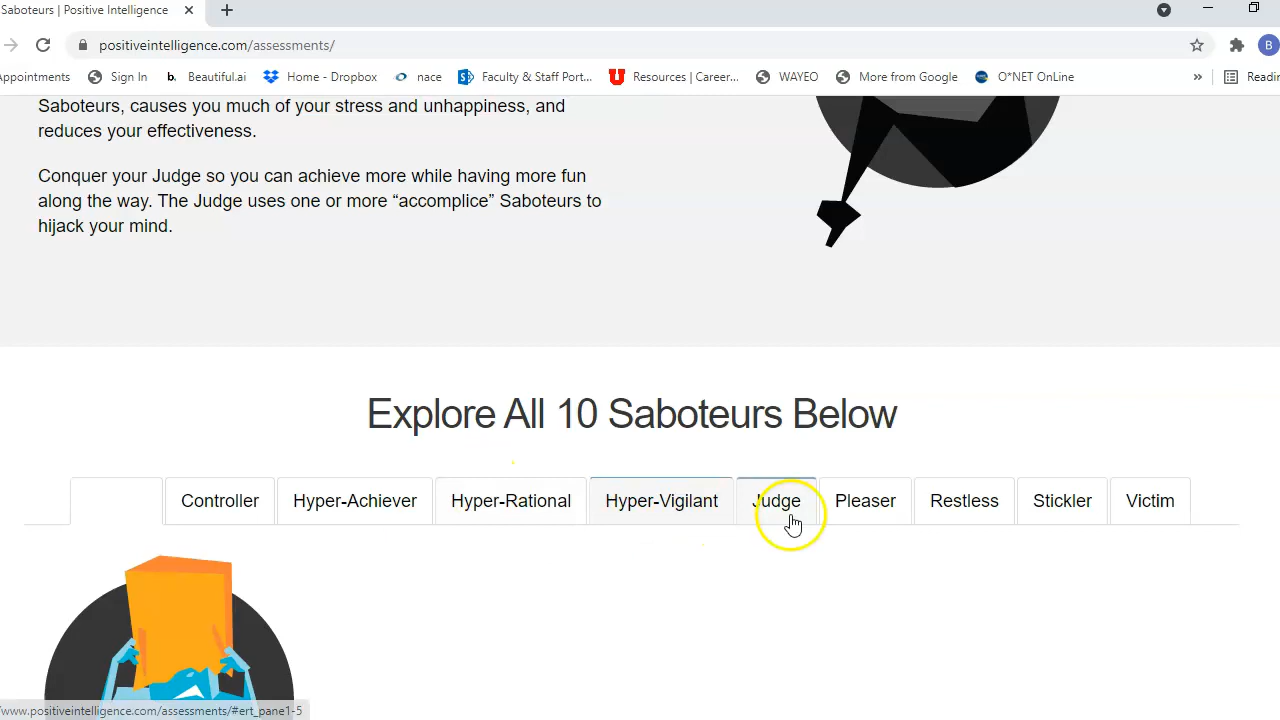 Saboteurs | Positive Intelligence
positiveintelligence.com/assessments/
B
Appointments Sign In b. Beautiful.ai Home - Dropbox nace Faculty & Staff Port... Resources | Career... WAYEO More from Google O*NET OnLine » Readin
Saboteurs, causes you much of your stress and unhappiness, and
reduces your effectiveness.
Conquer your Judge so you can achieve more while having more fun
along the way. The Judge uses one or more “accomplice” Saboteurs to
hijack your mind.
Explore All 10 Saboteurs Below
Controller Hyper-Achiever Hyper-Rational Hyper-Vigilant Judge Pleaser Restless Stickler Victim
/www.positiveintelligence.com/assessments/#ert_pane1-5